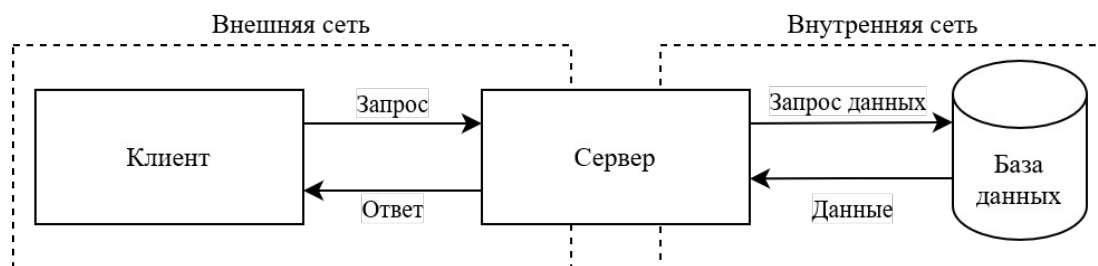 Внешняя сеть
Внутренняя сеть
Запрос
Запрос данных
Клиент
Сервер
База
данных
Ответ
Данные